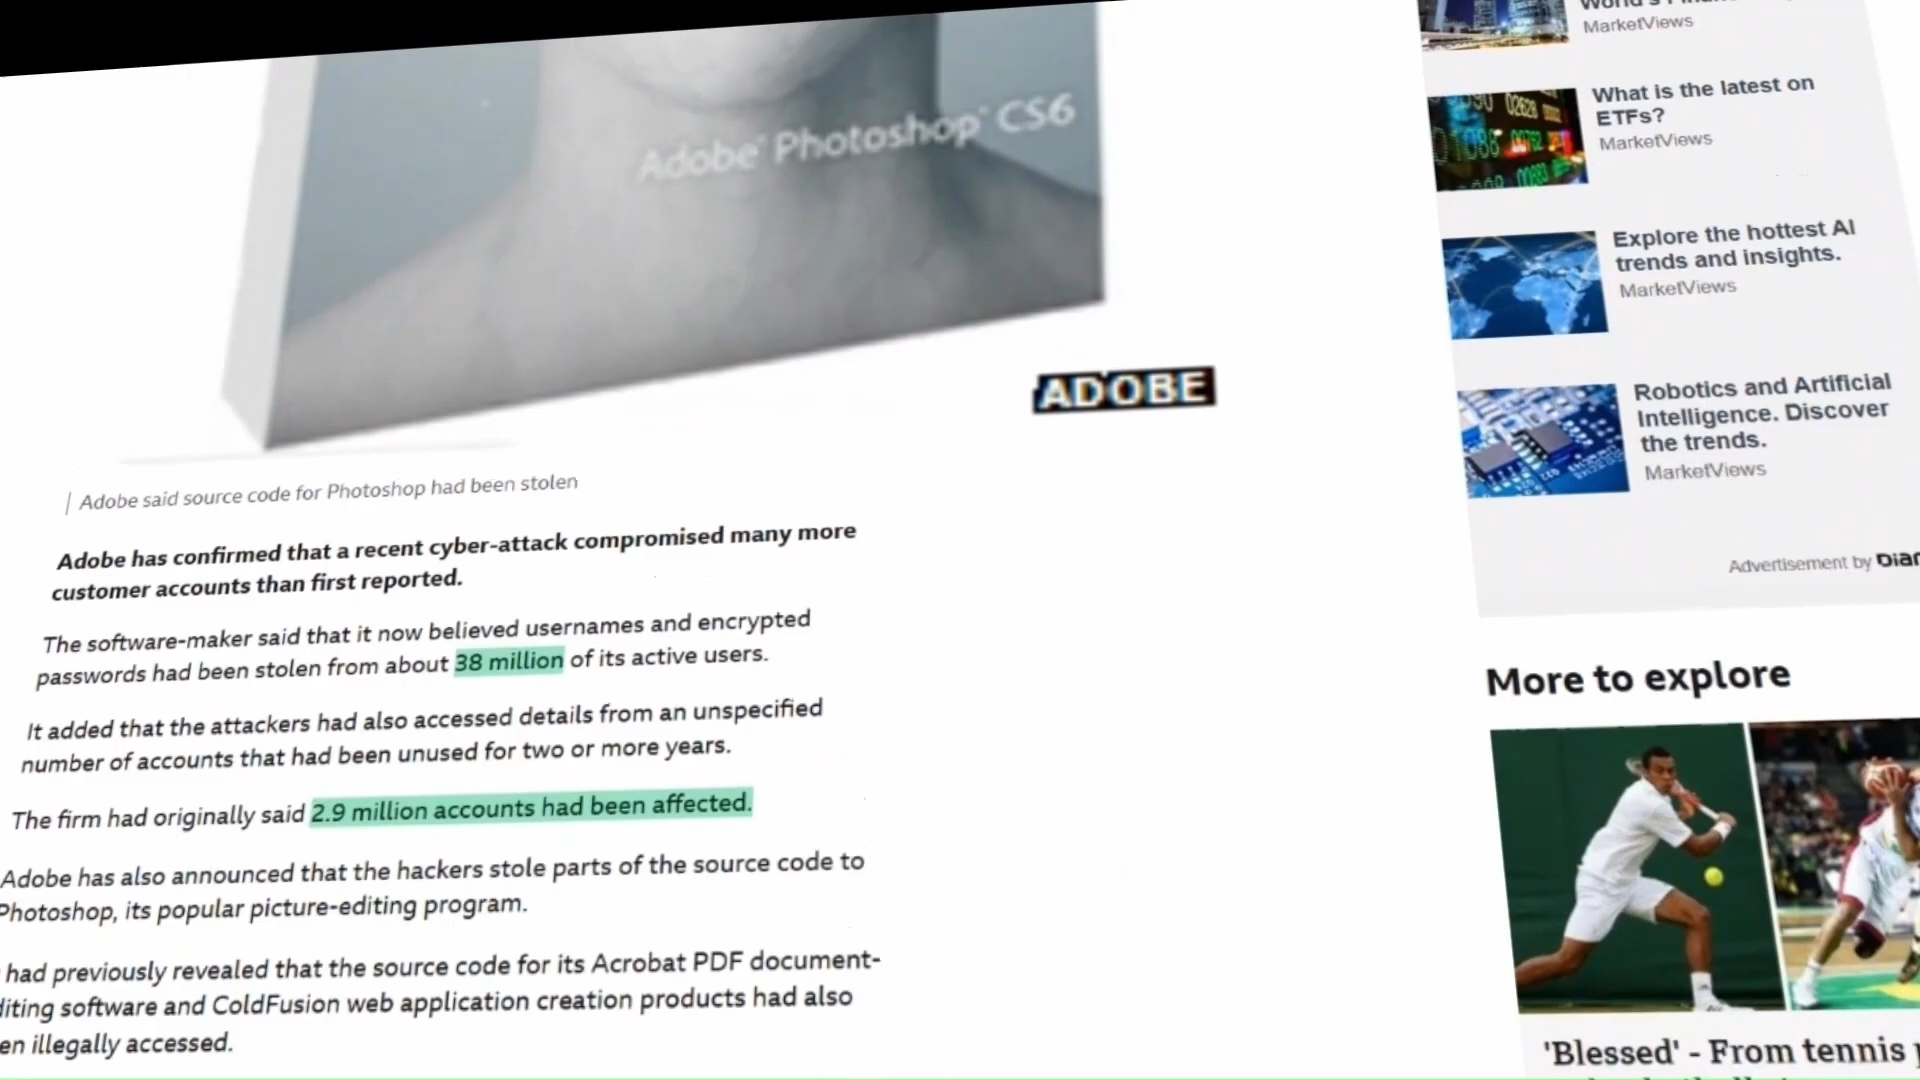 Adobe® Photoshop® CS6
ADOBE
Adobe said source code for Photoshop had been stolen
Adobe has confirmed that a recent cyber-attack compromised many more
customer accounts than first reported.
The software-maker said that it now believed usernames and encrypted
passwords had been stolen from about 38 million of its active users.
It added that the attackers had also accessed details from an unspecified
number of accounts that had been unused for two or more years.
The firm had originally said 2.9 million accounts had been affected.
Adobe has also announced that the hackers stole parts of the source code to
Photoshop, its popular picture-editing program.
had previously revealed that the source code for its Acrobat PDF document-
diting software and ColdFusion web application creation products had also
en illegally accessed.
MarketViews
What is the latest on
ETFs?
MarketViews
Explore the hottest AI
trends and insights.
MarketViews
Robotics and Artificial
Intelligence. Discover
the trends.
MarketViews
Advertisement by Dian
More to explore
'Blessed' - From tennis